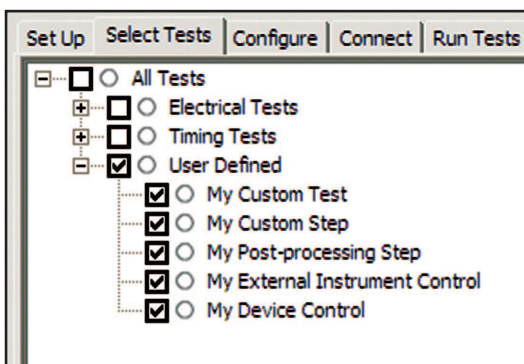 Set Up Select Tests Configure Connect Run Tests
All Tests
Electrical Tests
Timing Tests
User Defined
My Custom Test
My Custom Step
My Post-processing Step
My External Instrument Control
My Device Control